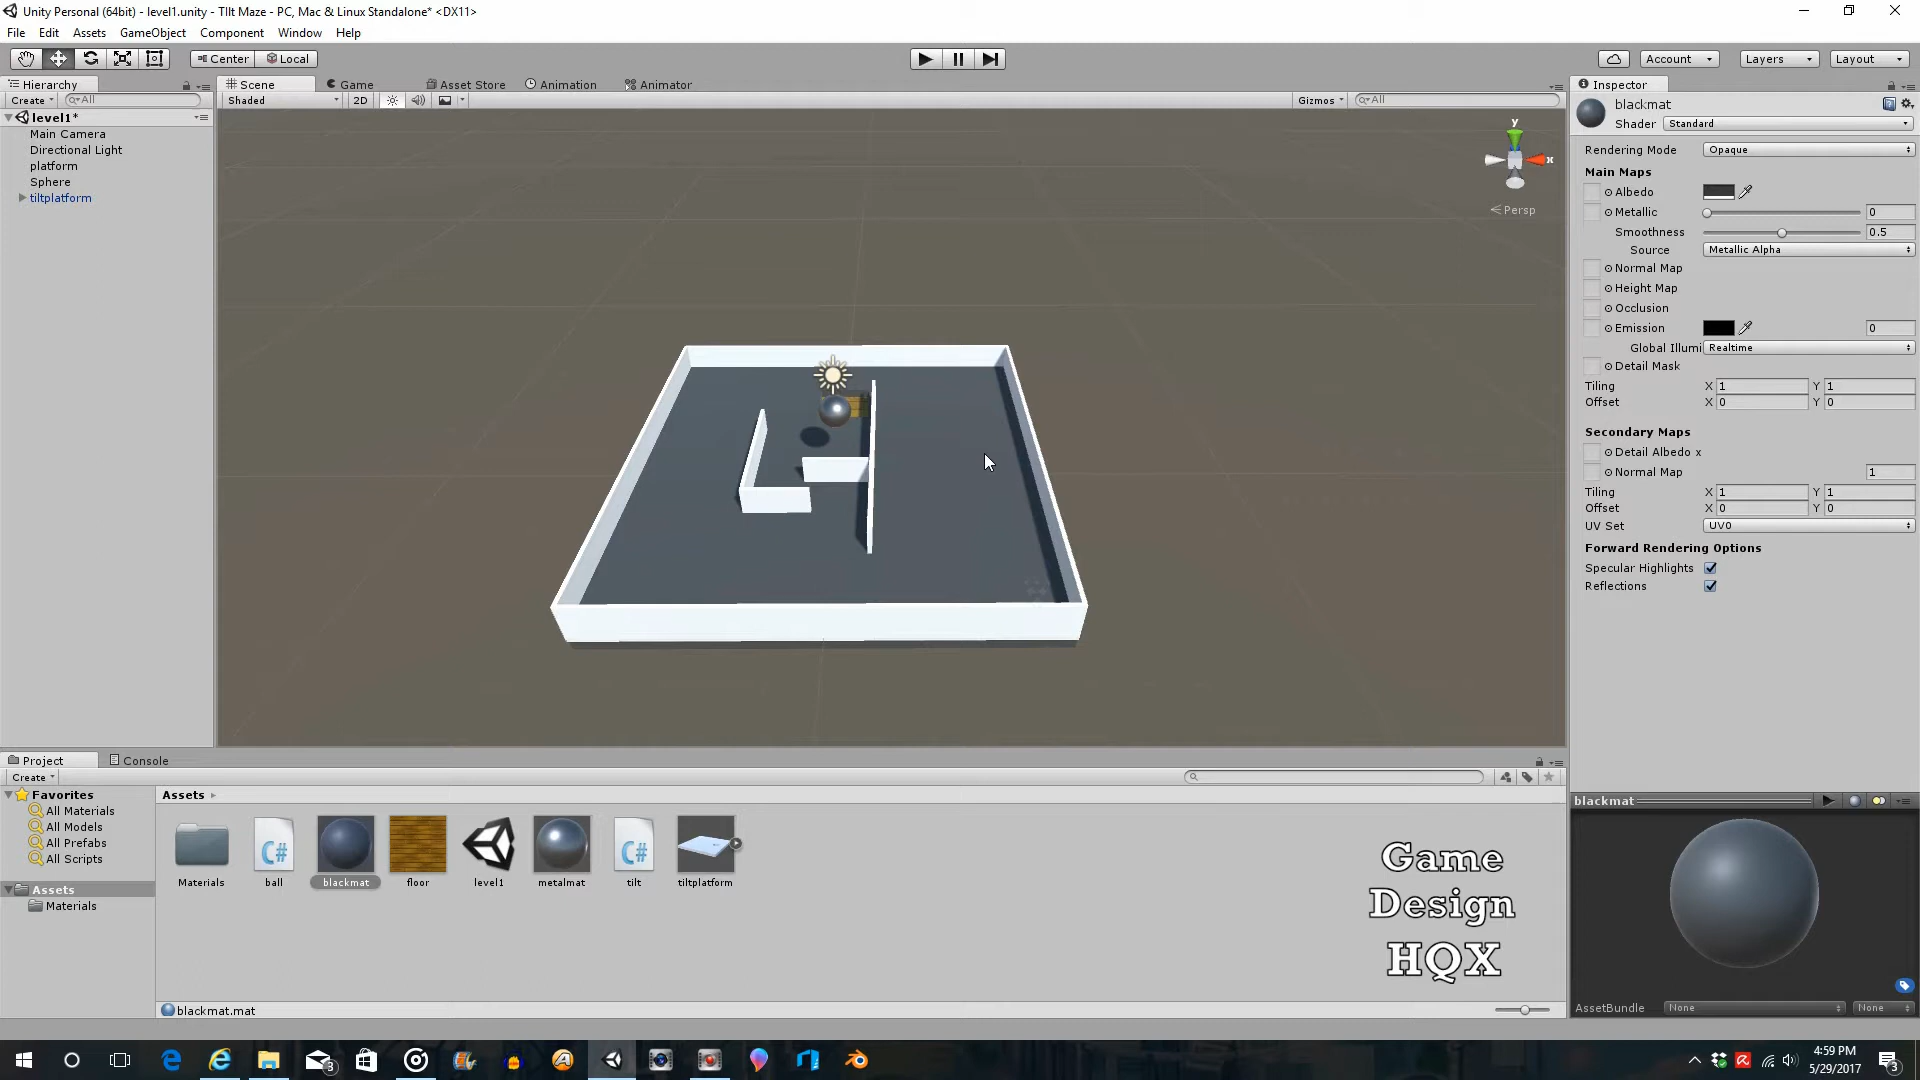 Unity Personal (64bit) - level1.unity - TIlt Maze - PC, Mac & Linux Standalone* <DX11>
File Edit Assets GameObject Component Window Help
Center Local
Account Layers Layout
Hierarchy
Create All
level1*
Main Camera
Directional Light
platform
Sphere
tiltplatform
Scene Game Asset Store Animation Animator
Shaded 2D Gizmos All
y
x
Persp
Inspector
blackmat
Shader Standard
Rendering Mode Opaque
Main Maps
Albedo
Metallic 0
Smoothness 0.5
Source Metallic Alpha
Normal Map
Height Map
Occlusion
Emission 0
Global Illumi Realtime
Detail Mask
Tiling X 1 Y 1
Offset X 0 Y 0
Secondary Maps
Detail Albedo x
Normal Map 1
Tiling X 1 Y 1
Offset X 0 Y 0
UV Set UV0
Forward Rendering Options
Specular Highlights
Reflections
Project Console
Create
Favorites
All Materials
All Models
All Prefabs
All Scripts
Assets
Materials
Assets
C# C#
Materials ball blackmat floor level1 metalmat tilt tiltplatform
blackmat.mat
Game
Design
HQX
blackmat
AssetBundle None None
3
4:59 PM
5/29/2017
3